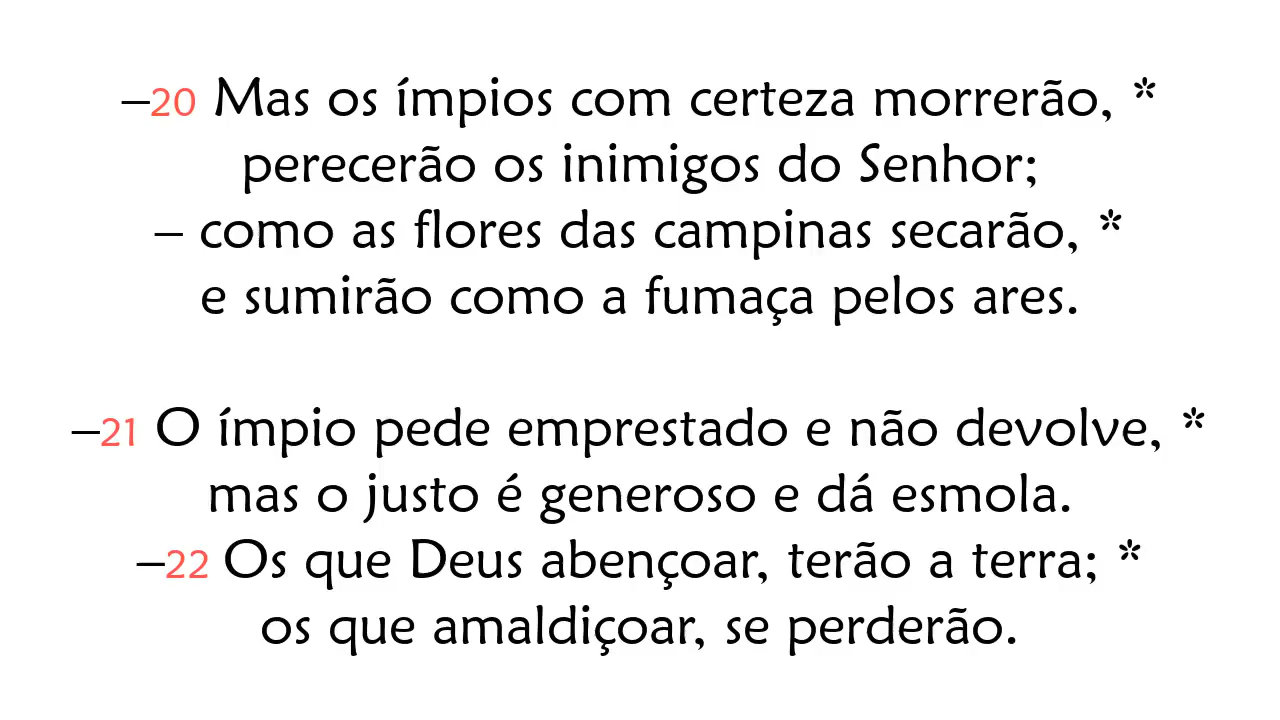 –20 Mas os ímpios com certeza morrerão, *
perecerão os inimigos do Senhor;
– como as flores das campinas secarão, *
e sumirão como a fumaça pelos ares.
–21 O ímpio pede emprestado e não devolve, *
mas o justo é generoso e dá esmola.
–22 Os que Deus abençoar, terão a terra; *
os que amaldiçoar, se perderão.